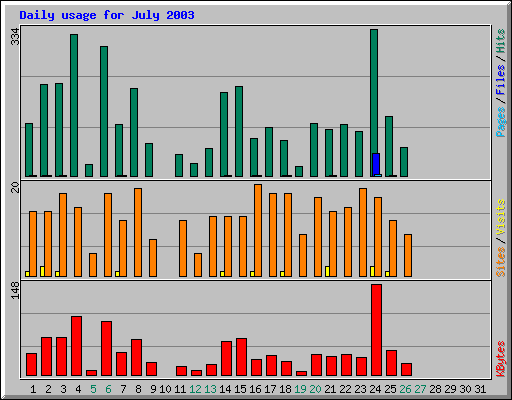 Daily usage for July 2003
334
20
148
Pages / Files / Hits
Sites / Visits
KBytes
1 2 3 4 5 6 7 8 9 10 11 12 13 14 15 16 17 18 19 20 21 22 23 24 25 26 27 28 29 30 31